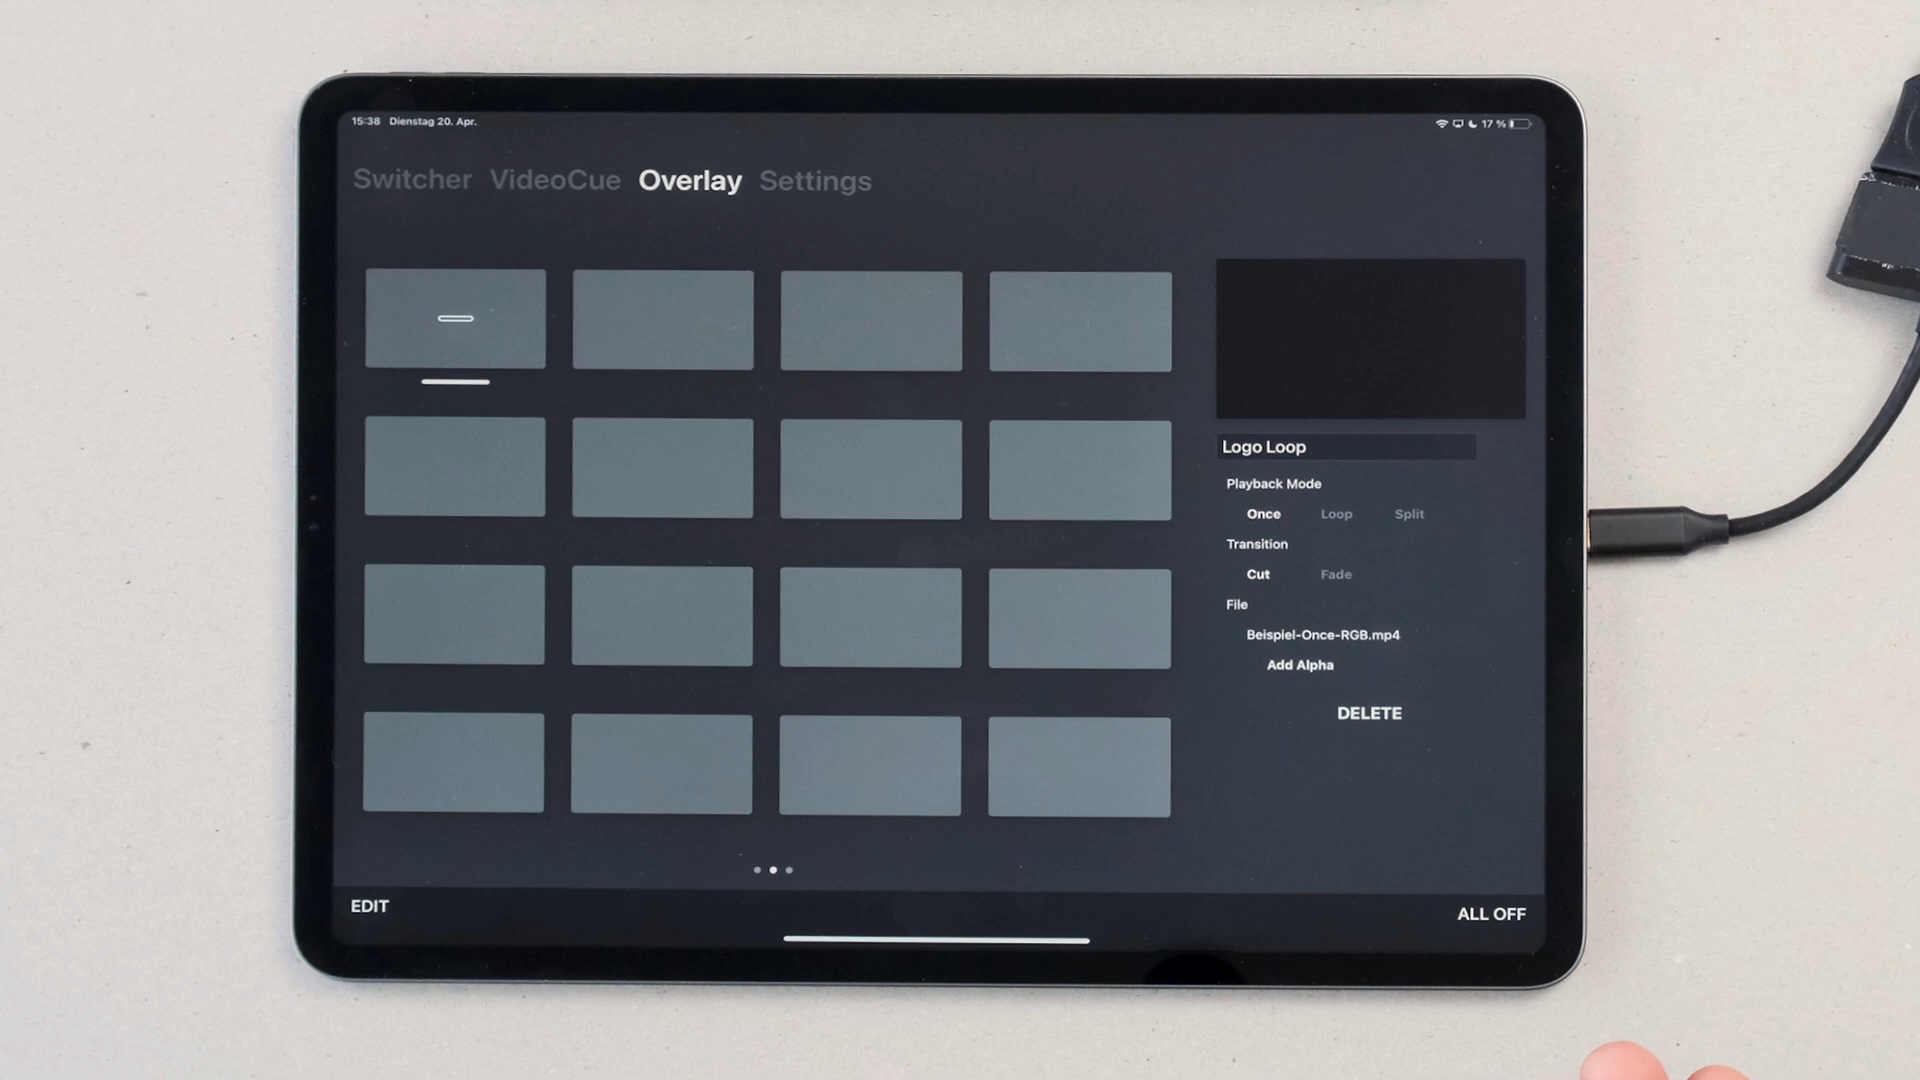 15:38 Dienstag 20. Apr.
17 %
Switcher VideoCue Overlay Settings
Logo Loop
Playback Mode
Once Loop Split
Transition
Cut Fade
File
Beispiel-Once-RGB.mp4
Add Alpha
DELETE
EDIT
ALL OFF